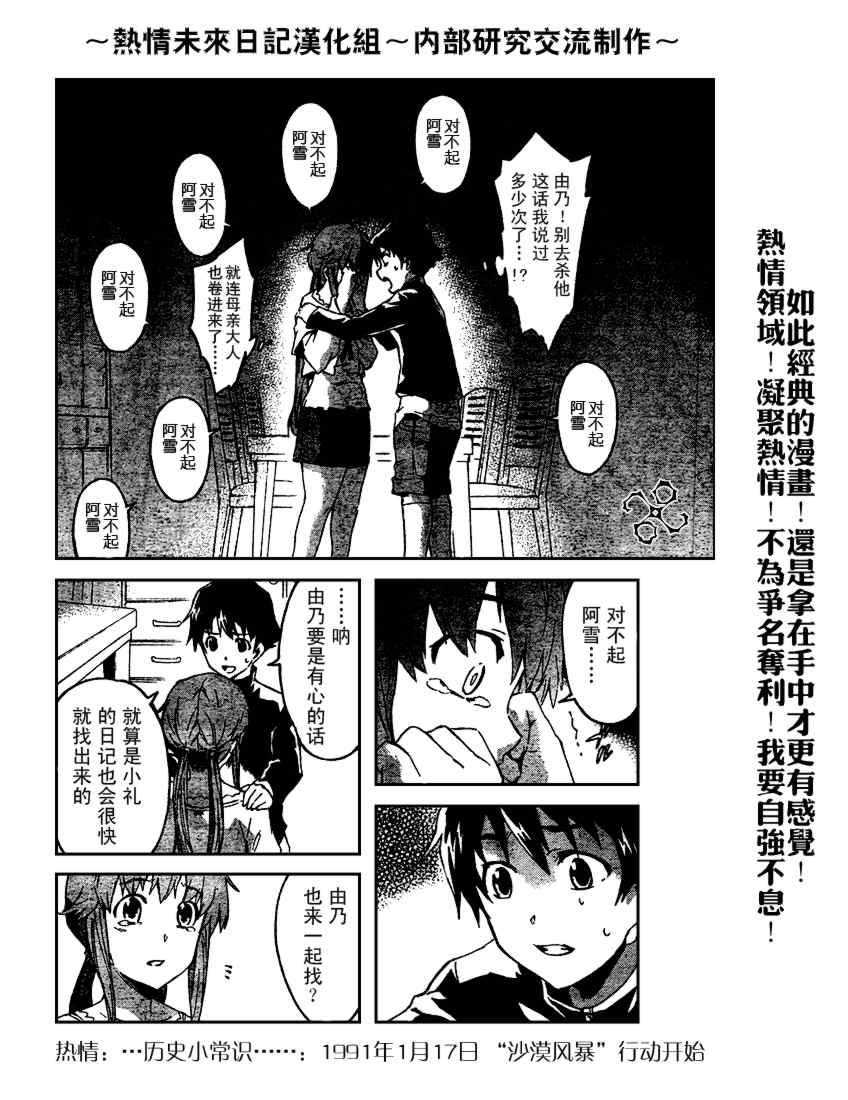 ～熱情未來日記漢化組～内部研究交流制作～
由乃！别去杀他
这话我说过
多少次了…!?
对不起
阿雪
对不起
阿雪
对不起
阿雪
就连母亲大人
也卷进来了……
对不起
阿雪
对不起
阿雪
对不起
阿雪
对不起
阿雪
对不起
阿雪……
……呐
由乃要是有心的话
就算是小礼
的日记也会很快
就找出来的
由乃
也来一起找？
如此經典的漫畫！還是拿在手中才更有感覺！
熱情領域！凝聚熱情！不為爭名奪利！我要自強不息！
热情：…历史小常识……：1991年1月17日 “沙漠风暴”行动开始